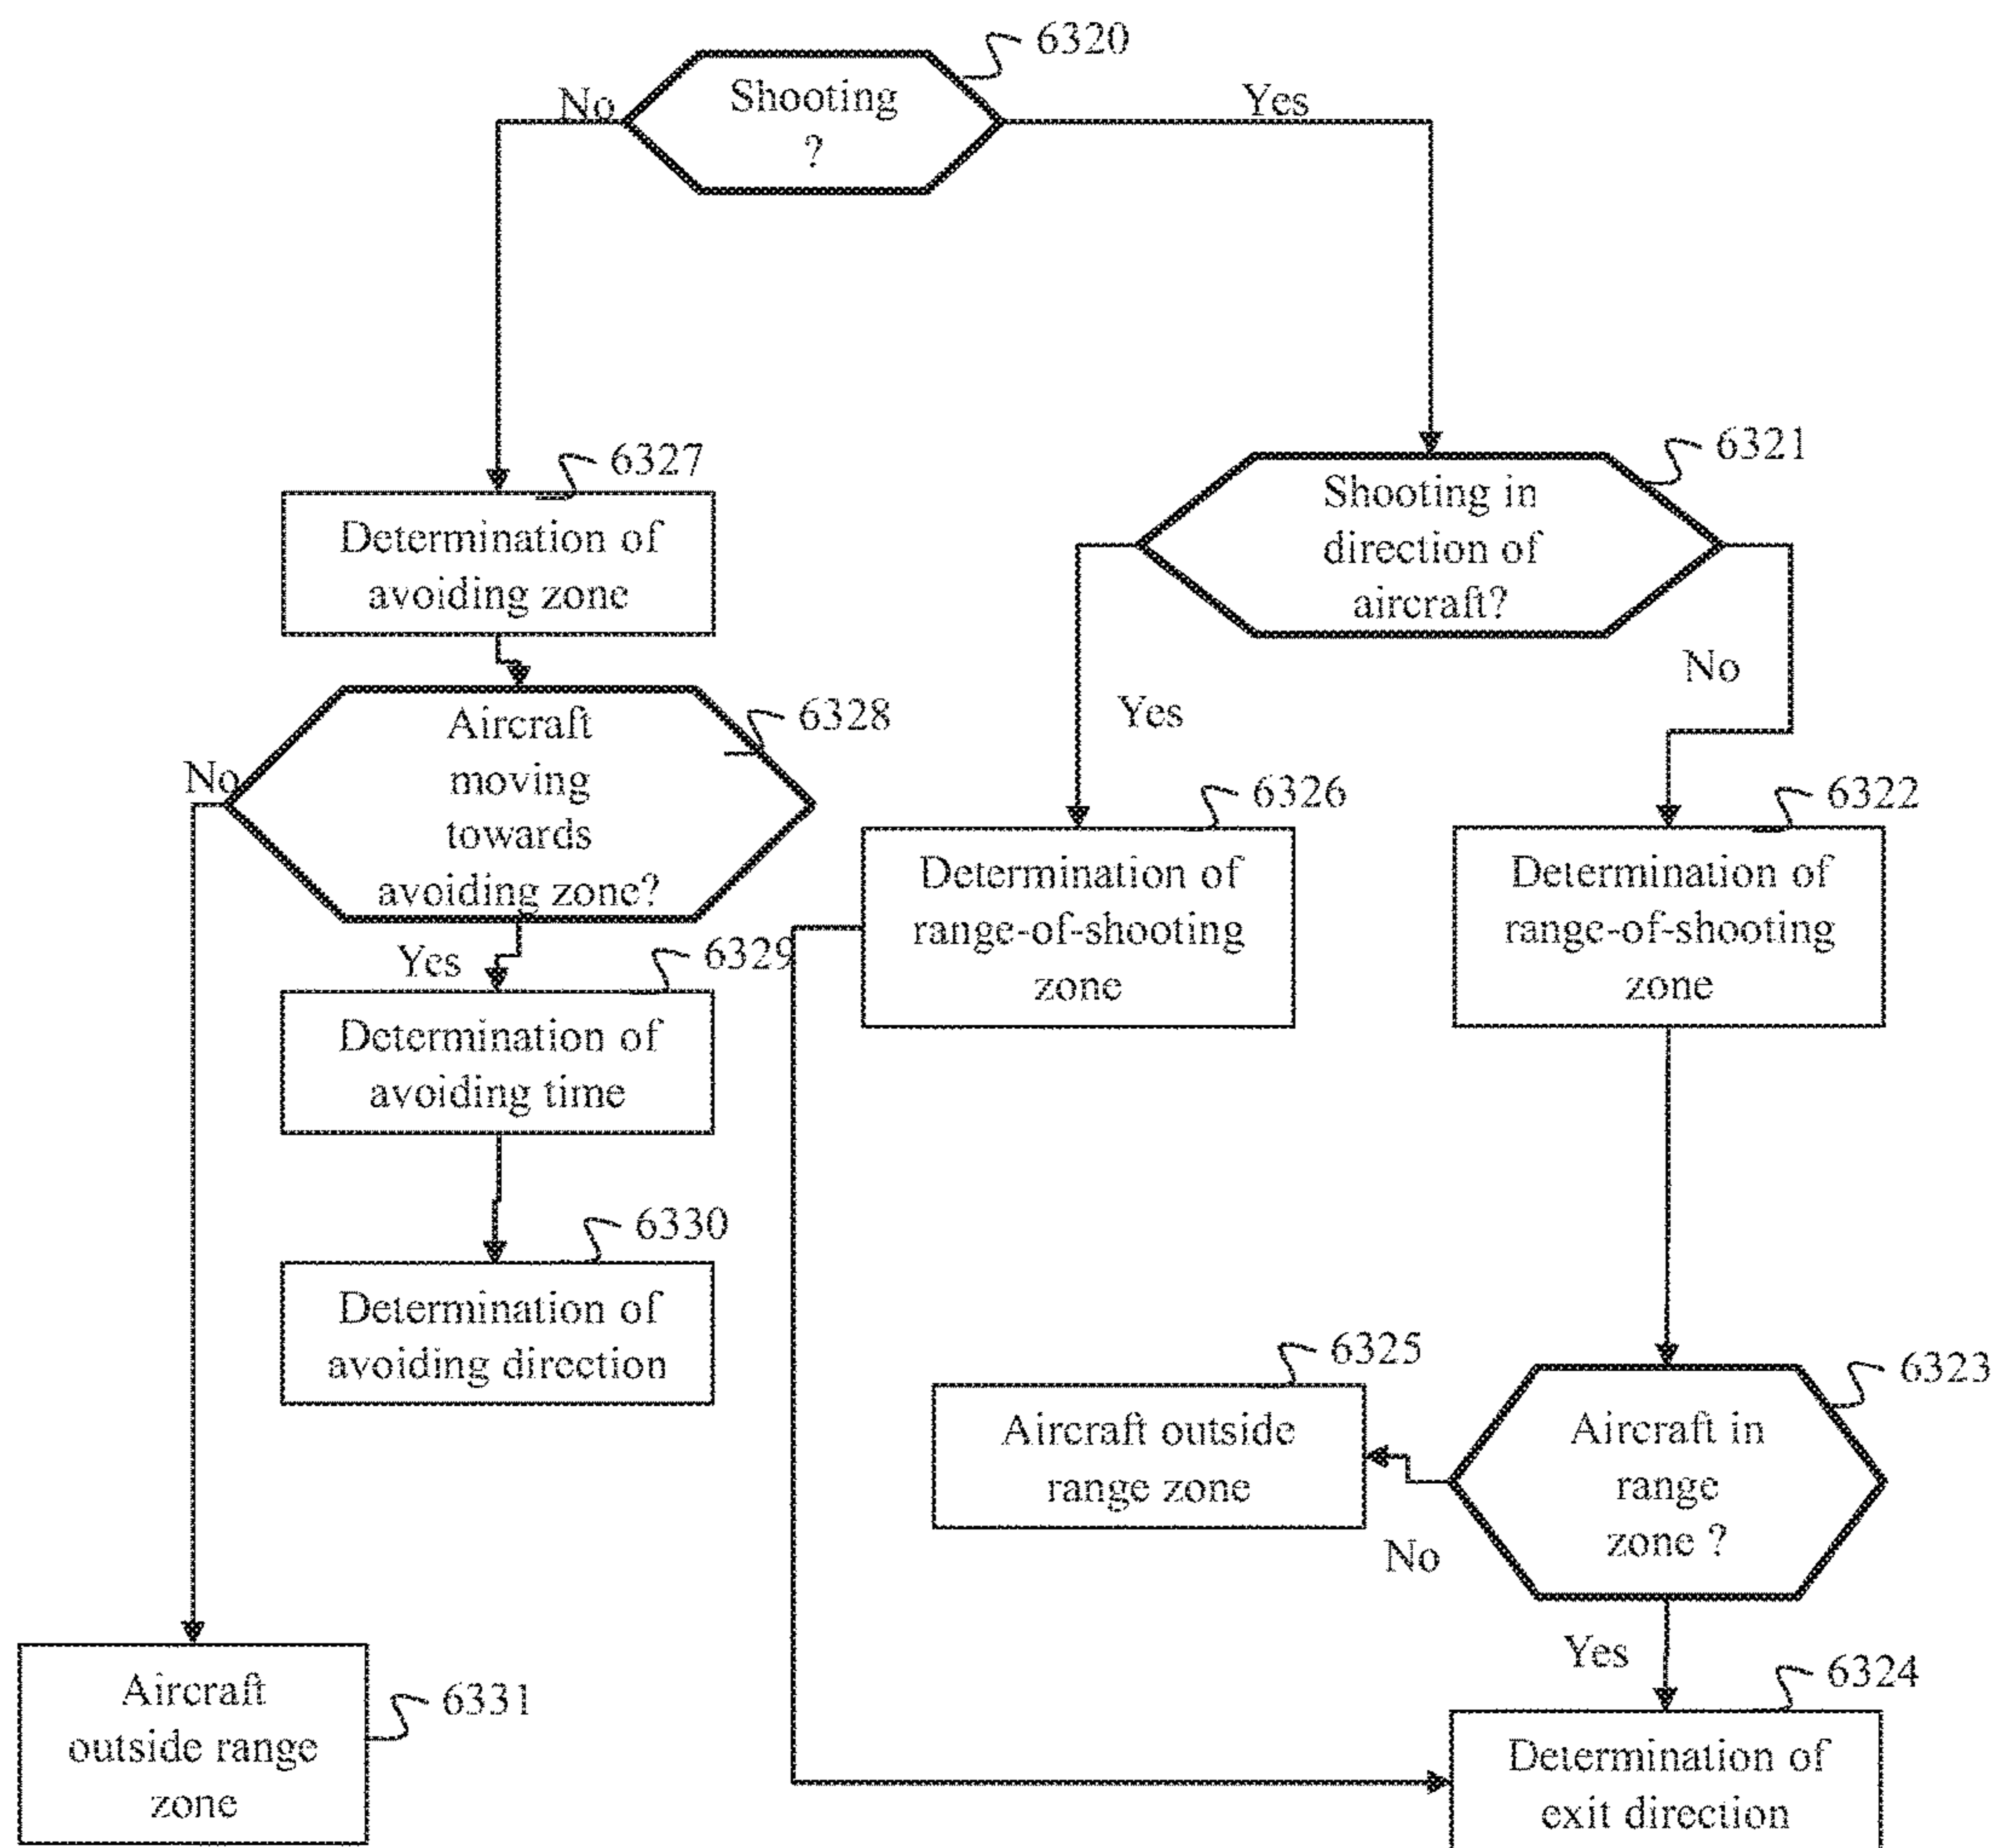 6320
Shooting
?
No
Yes
6327
Determination of
avoiding zone
6321
Shooting in
direction of
aircraft?
No
Yes
6328
Aircraft
moving
towards
avoiding zone?
No
Yes
6326
Determination of
range-of-shooting
zone
6322
Determination of
range-of-shooting
zone
6329
Determination of
avoiding time
6330
Determination of
avoiding direction
6325
Aircraft outside
range zone
6323
Aircraft in
range
zone ?
No
Yes
6331
Aircraft
outside range
zone
6324
Determination of
exit direction